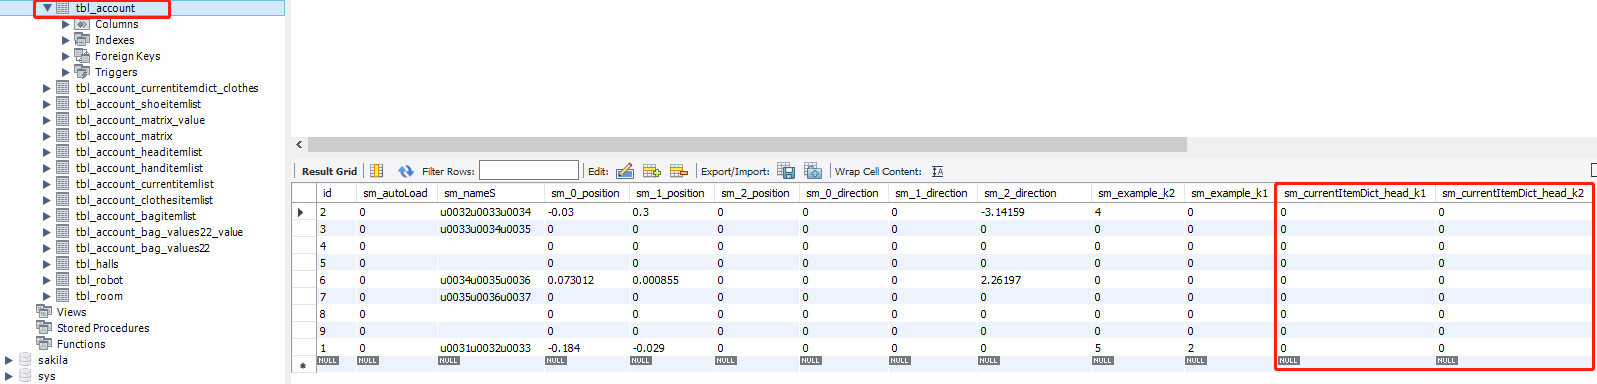 tbl_account
Columns
Indexes
Foreign Keys
Triggers
tbl_account_currentitemdict_clothes
tbl_account_shoeitemlist
tbl_account_matrix_value
tbl_account_matrix
tbl_account_headitemlist
tbl_account_handitemlist
tbl_account_currentitemlist
tbl_account_clothesitemlist
tbl_account_bagitemlist
tbl_account_bag_values22_value
tbl_account_bag_values22
tbl_halls
tbl_robot
tbl_room
Views
Stored Procedures
Functions
sakila
sys
Result Grid Filter Rows: Edit: Export/Import: Wrap Cell Content:
id sm_autoLoad sm_nameS sm_0_position sm_1_position sm_2_position sm_0_direction sm_1_direction sm_2_direction sm_example_k2 sm_example_k1 sm_currentItemDict_head_k1 sm_currentItemDict_head_k2
2 0 u0032u0033u0034 -0.03 0.3 0 0 0 -3.14159 4 0 0 0
3 0 u0033u0034u0035 0 0 0 0 0 0 0 0 0 0
4 0 0 0 0 0 0 0 0 0 0 0
5 0 0 0 0 0 0 0 0 0 0 0
6 0 u0034u0035u0036 0.073012 0.000855 0 0 0 2.26197 0 0 0 0
7 0 u0035u0036u0037 0 0 0 0 0 0 0 0 0 0
8 0 0 0 0 0 0 0 0 0 0 0
9 0 0 0 0 0 0 0 0 0 0 0
1 0 u0031u0032u0033 -0.184 -0.029 0 0 0 0 5 2 0 0
NULL NULL NULL NULL NULL NULL NULL NULL NULL NULL NULL NULL NULL